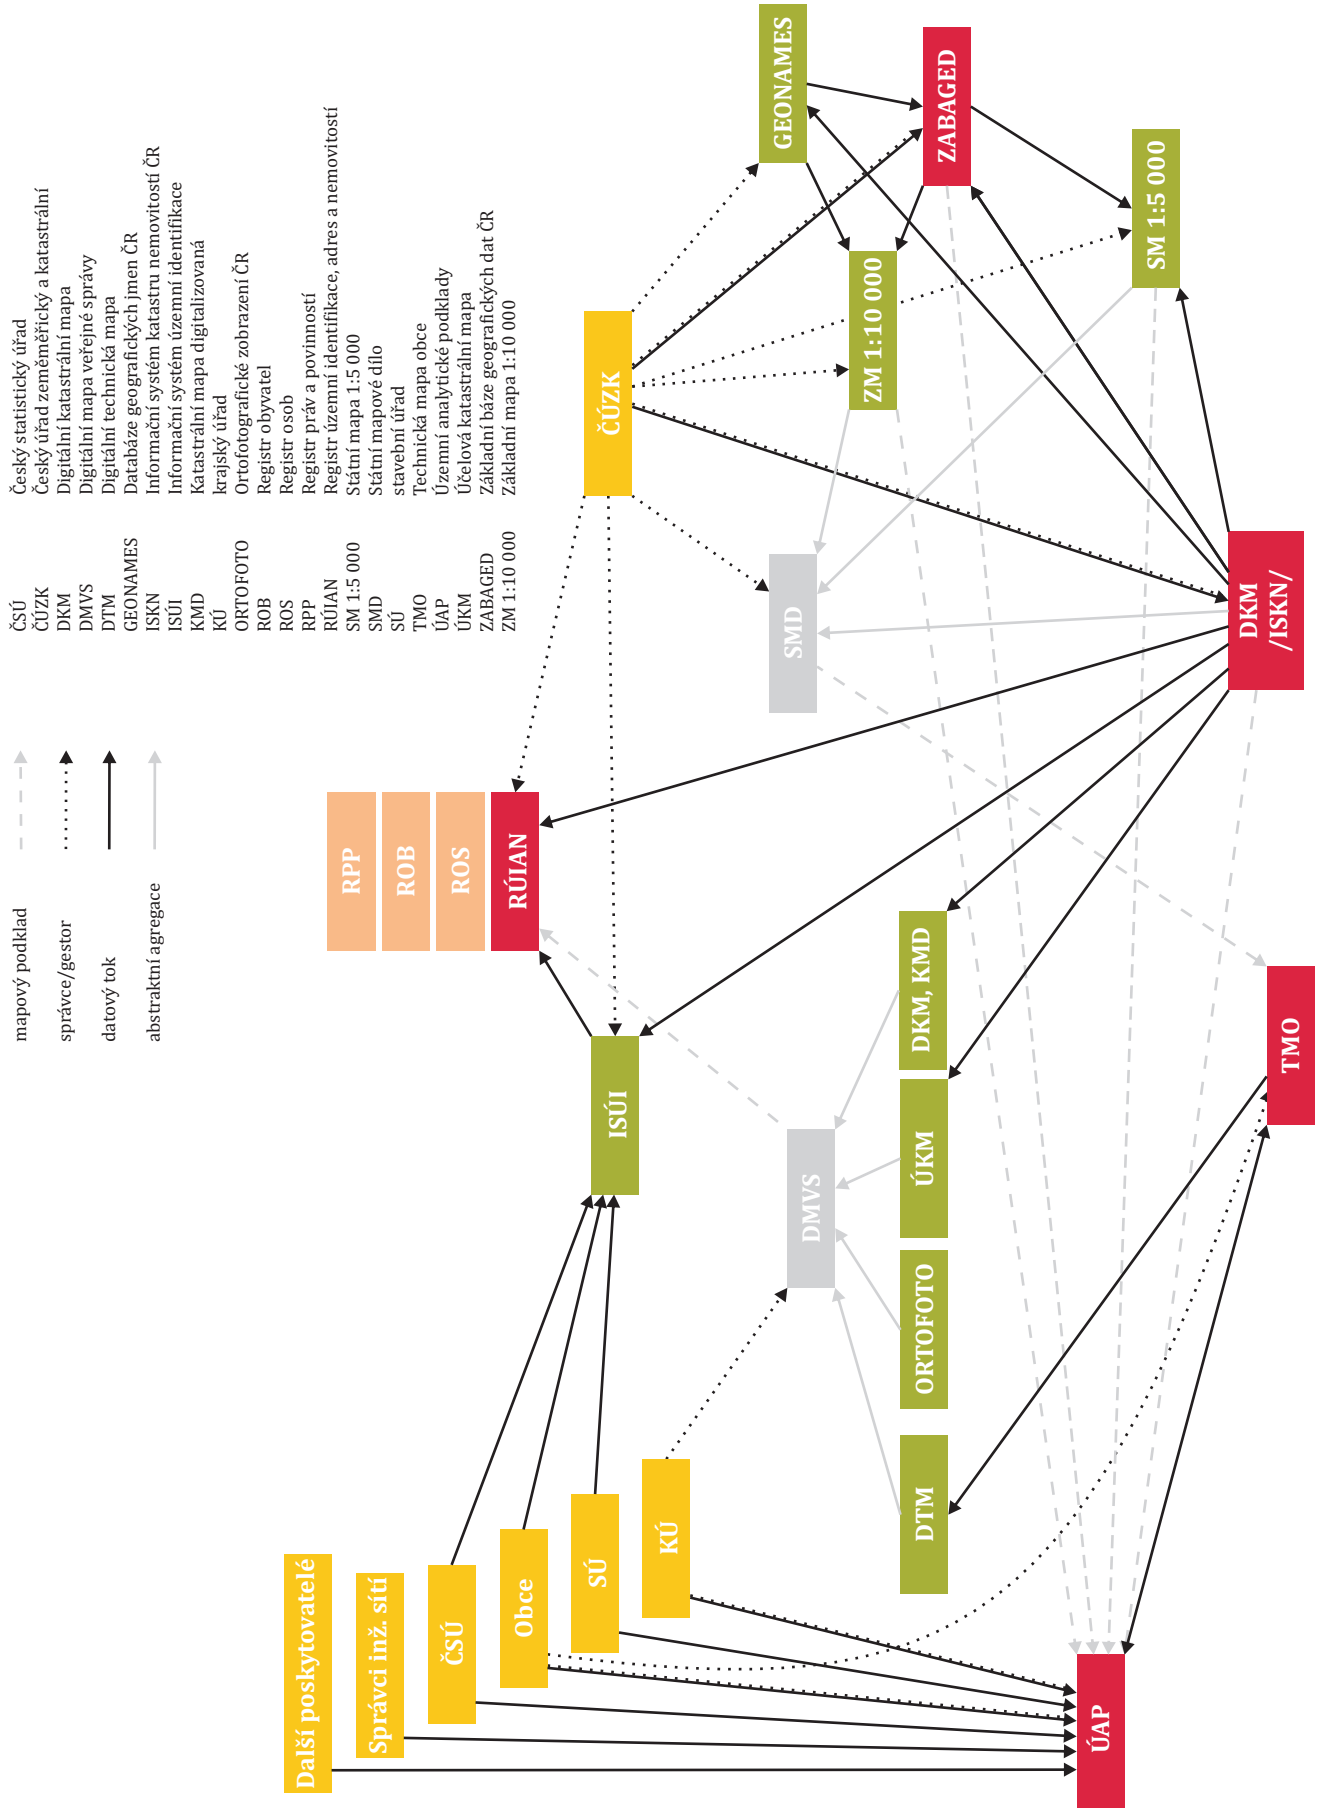 mapový podklad
správce/gestor
datový tok
abstraktní agregace
ČSÚ Český statistický úřad
ČÚZK Český úřad zeměměřický a katastrální
DKM Digitální katastrální mapa
DMVS Digitální mapa veřejné správy
DTM Digitální technická mapa
GEONAMES Databáze geografických jmen ČR
ISKN Informační systém katastru nemovitostí ČR
ISÚI Informační systém územní identifikace
KMD Katastrální mapa digitalizovaná
KÚ krajský úřad
ORTOFOTO Ortofotografické zobrazení ČR
ROB Registr obyvatel
ROS Registr osob
RPP Registr práv a povinností
RÚIAN Registr územní identifikace, adres a nemovitostí
SM 1:5 000 Státní mapa 1:5 000
SMD Státní mapové dílo
SÚ stavební úřad
TMO Technická mapa obce
ÚAP Územní analytické podklady
ÚKM Účelová katastrální mapa
ZABAGED Základní báze geografických dat ČR
ZM 1:10 000 Základní mapa 1:10 000
Další poskytovatelé
Správci inž. sítí
ČSÚ
Obce
SÚ
KÚ
RPP
ROB
ROS
RÚIAN
ISÚI
ČÚZK
GEONAMES
ZABAGED
ZM 1:10 000
SM 1:5 000
SMD
DMVS
DTM
ORTOFOTO
ÚKM
DKM, KMD
DKM
/ISKN/
ÚAP
TMO